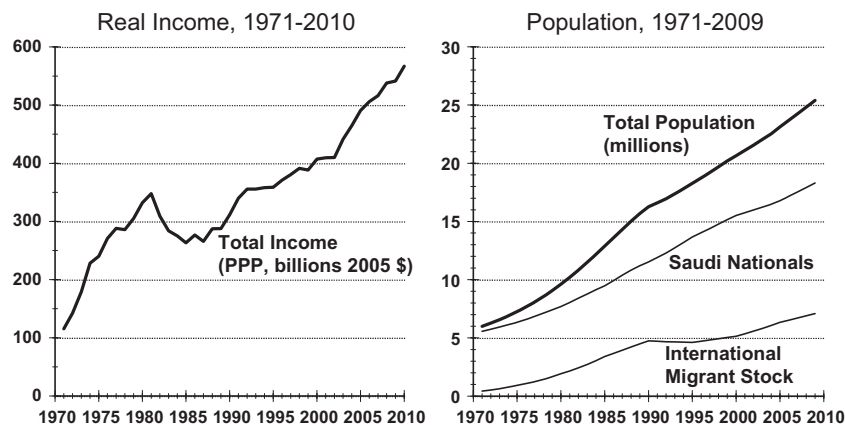 Real Income, 1971-2010
600
500
400
300
200
100
0
Total Income
(PPP, billions 2005 $)
1970 1975 1980 1985 1990 1995 2000 2005 2010
Population, 1971-2009
30
25
20
15
10
5
0
Total Population
(millions)
Saudi Nationals
International
Migrant Stock
1970 1975 1980 1985 1990 1995 2000 2005 2010